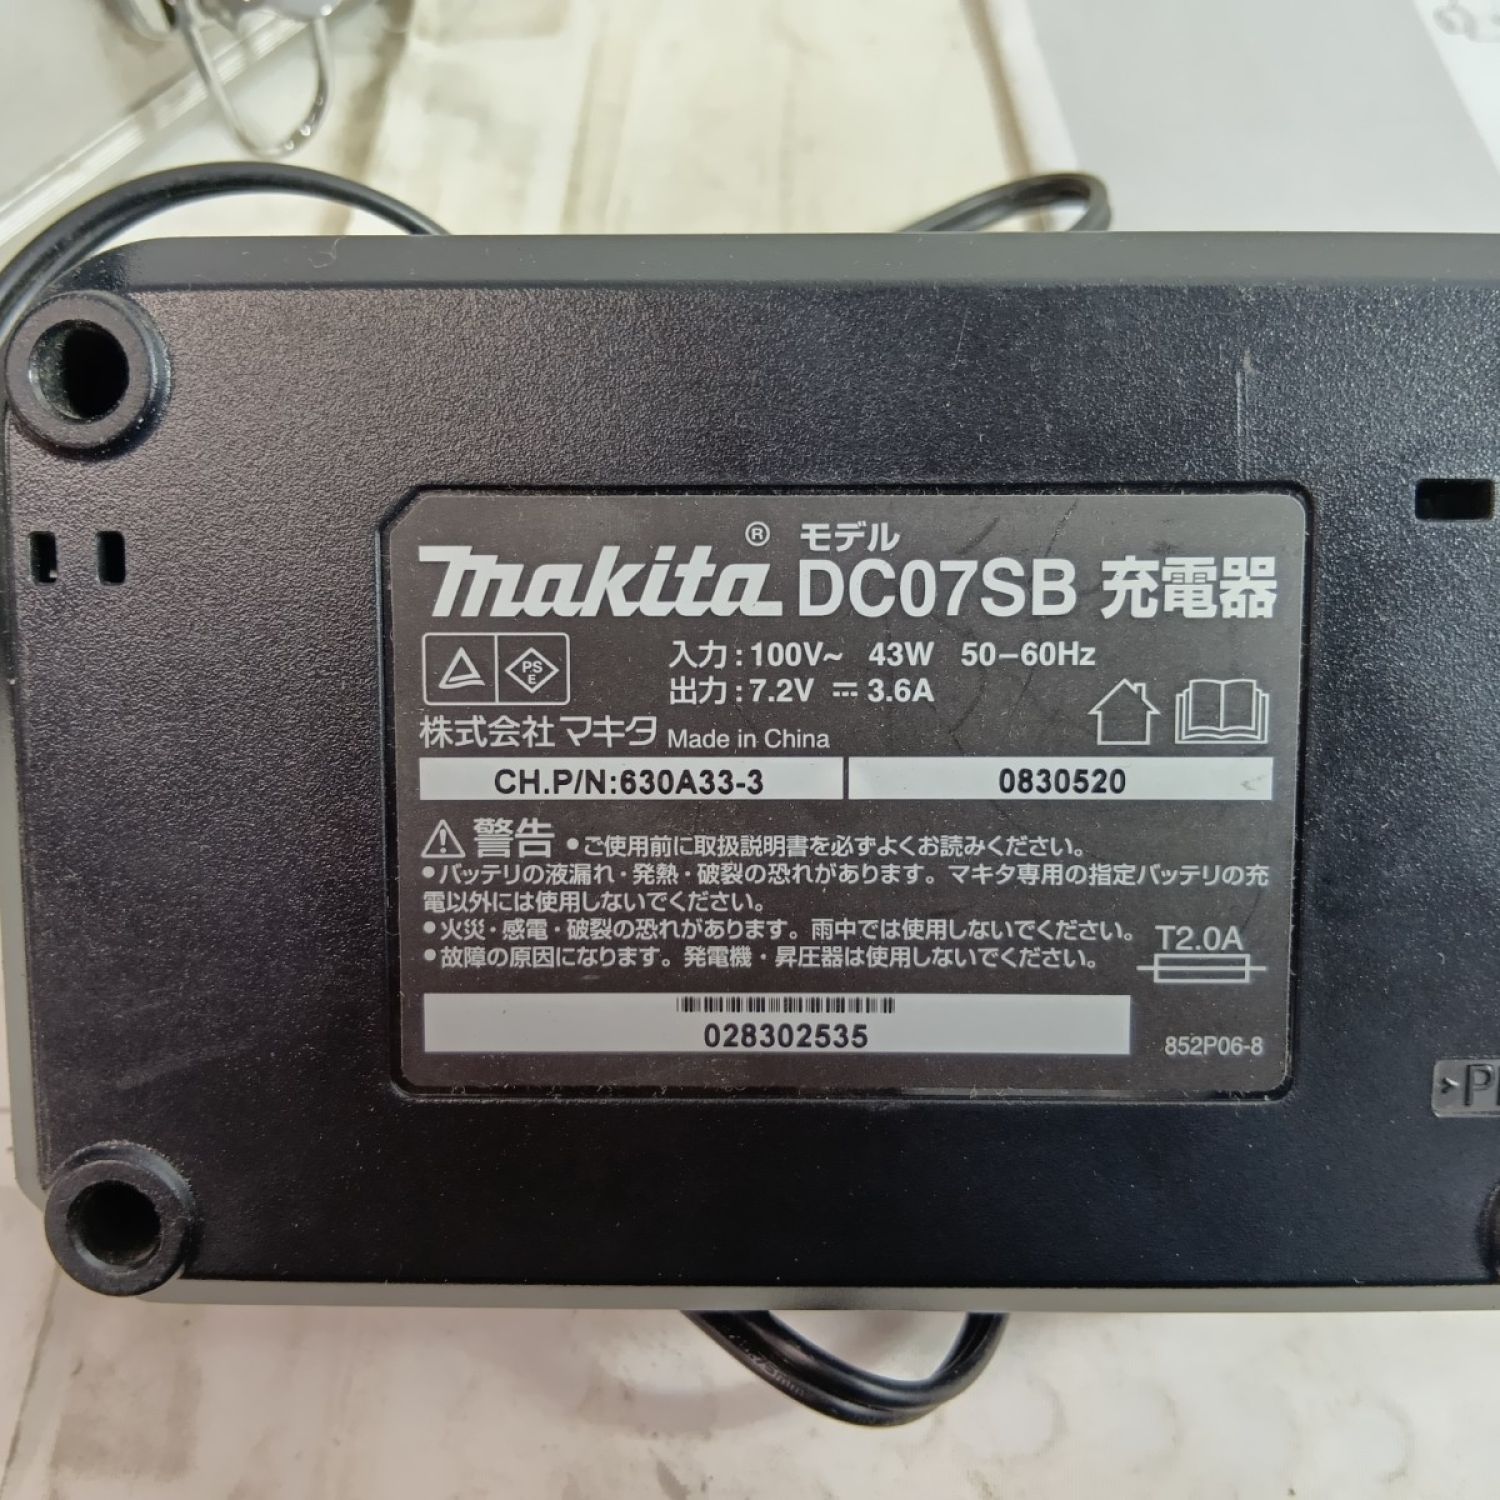 makita® モデル DC07SB 充電器
PS E
入力:100V~ 43W 50–60Hz
出力:7.2V ⎓ 3.6A
株式会社マキタ Made in China
CH.P/N:630A33-3 0830520
⚠警告 ●ご使用前に取扱説明書を必ずよくお読みください。
●バッテリの液漏れ・発熱・破裂の恐れがあります。マキタ専用の指定バッテリの充
電以外には使用しないでください。
●火災・感電・破裂の恐れがあります。雨中では使用しないでください。
●故障の原因になります。発電機・昇圧器は使用しないでください。
T2.0A
028302535
852P06-8